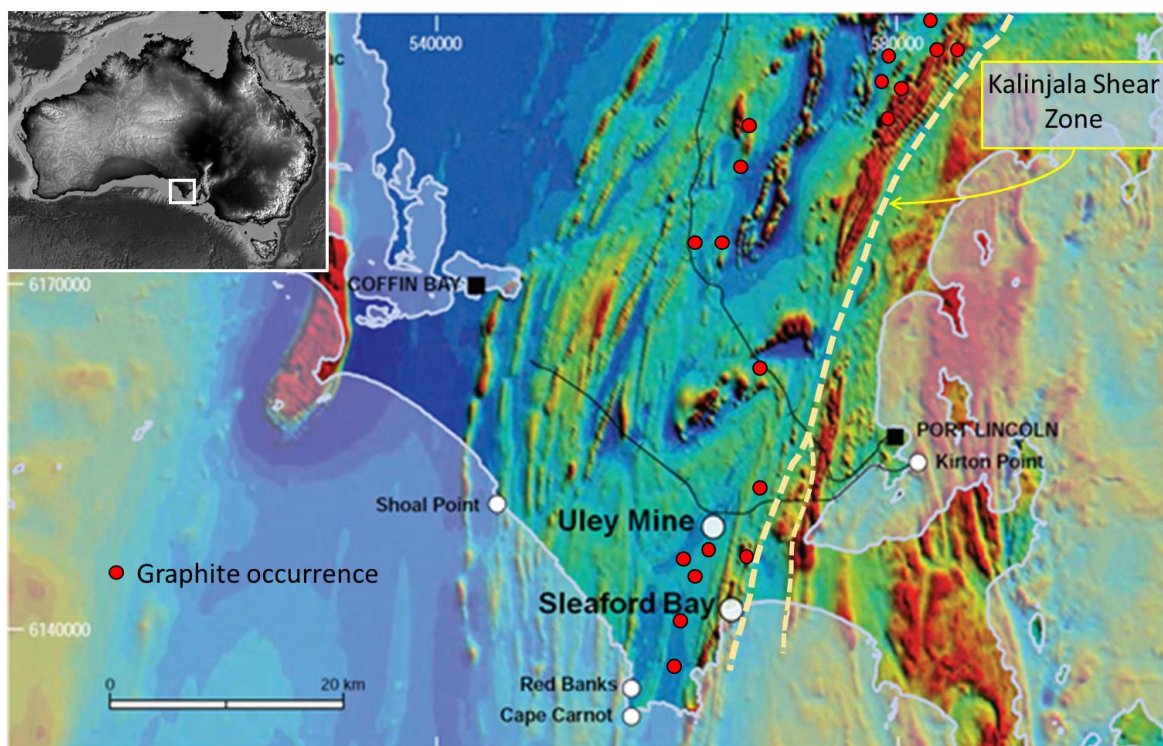 540000
580000
Kalinjala Shear
Zone
6170000
COFFIN BAY
PORT LINCOLN
Kirton Point
Shoal Point
Uley Mine
Graphite occurrence
Sleaford Bay
6140000
0
20 km
Red Banks
Cape Carnot